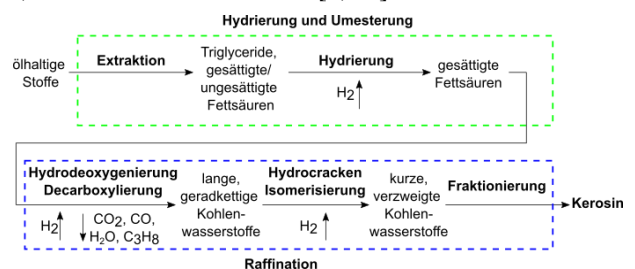 Hydrierung und Umesterung
ölhaltige
Stoffe
Extraktion
Triglyceride,
gesättigte/
ungesättigte
Fettsäuren
Hydrierung
H2
gesättigte
Fettsäuren
Hydrodeoxygenierung
Decarboxylierung
H2
CO2, CO,
H2O, C3H8
lange,
geradkettige
Kohlen-
wasserstoffe
Hydrocracken
Isomerisierung
H2
kurze,
verzweigte
Kohlen-
wasserstoffe
Fraktionierung
Kerosin
Raffination